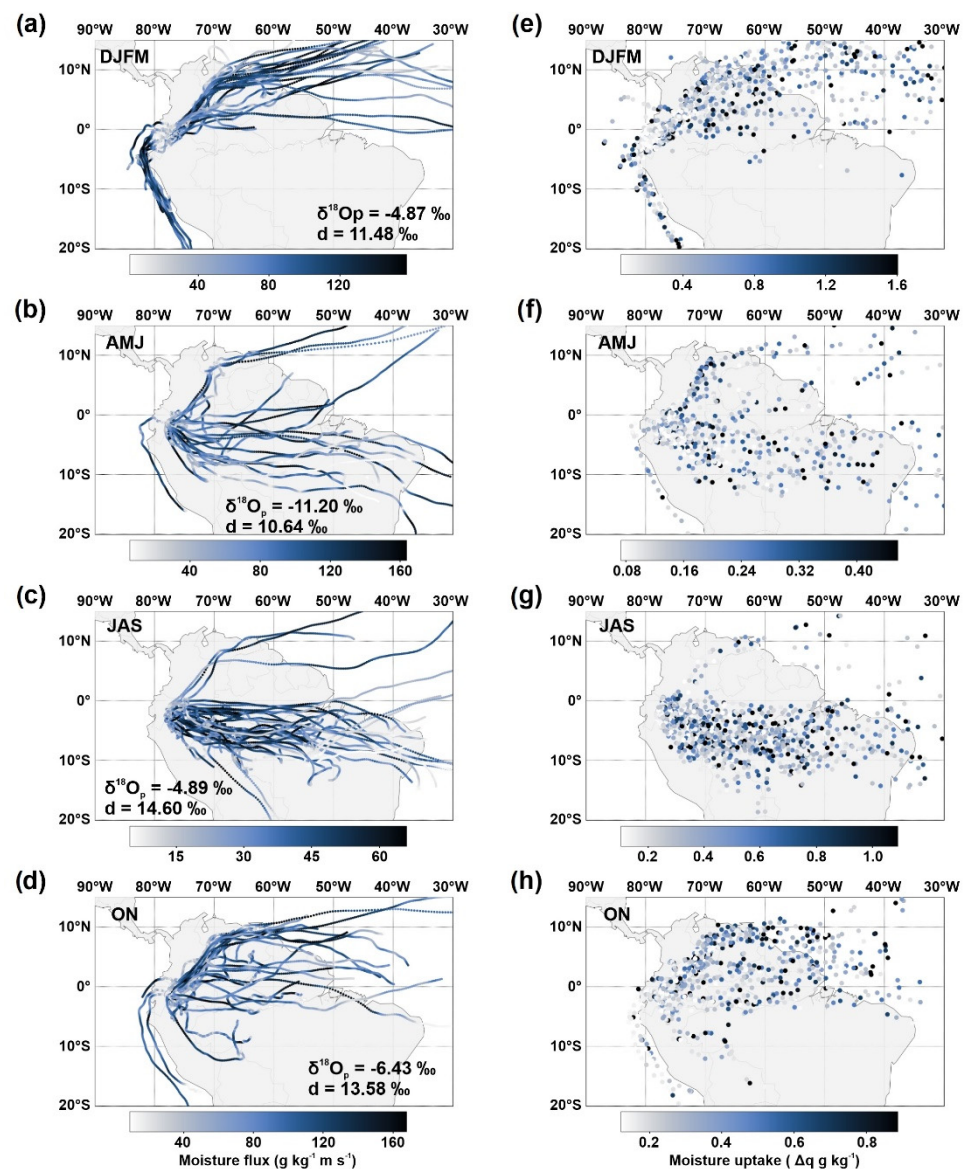 (a)
90°W 80°W 70°W 60°W 50°W 40°W 30°W
DJFM
10°N
0°
10°S
20°S
δ¹⁸Op = -4.87 ‰
d = 11.48 ‰
40 80 120
(e)
90°W 80°W 70°W 60°W 50°W 40°W 30°W
DJFM
10°N
0°
10°S
20°S
0.4 0.8 1.2 1.6
(b)
90°W 80°W 70°W 60°W 50°W 40°W 30°W
AMJ
10°N
0°
10°S
20°S
δ¹⁸Oₚ = -11.20 ‰
d = 10.64 ‰
40 80 120 160
(f)
90°W 80°W 70°W 60°W 50°W 40°W 30°W
AMJ
10°N
0°
10°S
20°S
0.08 0.16 0.24 0.32 0.40
(c)
90°W 80°W 70°W 60°W 50°W 40°W 30°W
JAS
10°N
0°
10°S
δ¹⁸Oₚ = -4.89 ‰
d = 14.60 ‰
20°S
15 30 45 60
(g)
90°W 80°W 70°W 60°W 50°W 40°W 30°W
JAS
10°N
0°
10°S
20°S
0.2 0.4 0.6 0.8 1.0
(d)
90°W 80°W 70°W 60°W 50°W 40°W 30°W
ON
10°N
0°
10°S
20°S
δ¹⁸Oₚ = -6.43 ‰
d = 13.58 ‰
40 80 120 160
Moisture flux (g kg⁻¹ m s⁻¹)
(h)
90°W 80°W 70°W 60°W 50°W 40°W 30°W
ON
10°N
0°
10°S
20°S
0.2 0.4 0.6 0.8
Moisture uptake ( Δq g kg⁻¹)